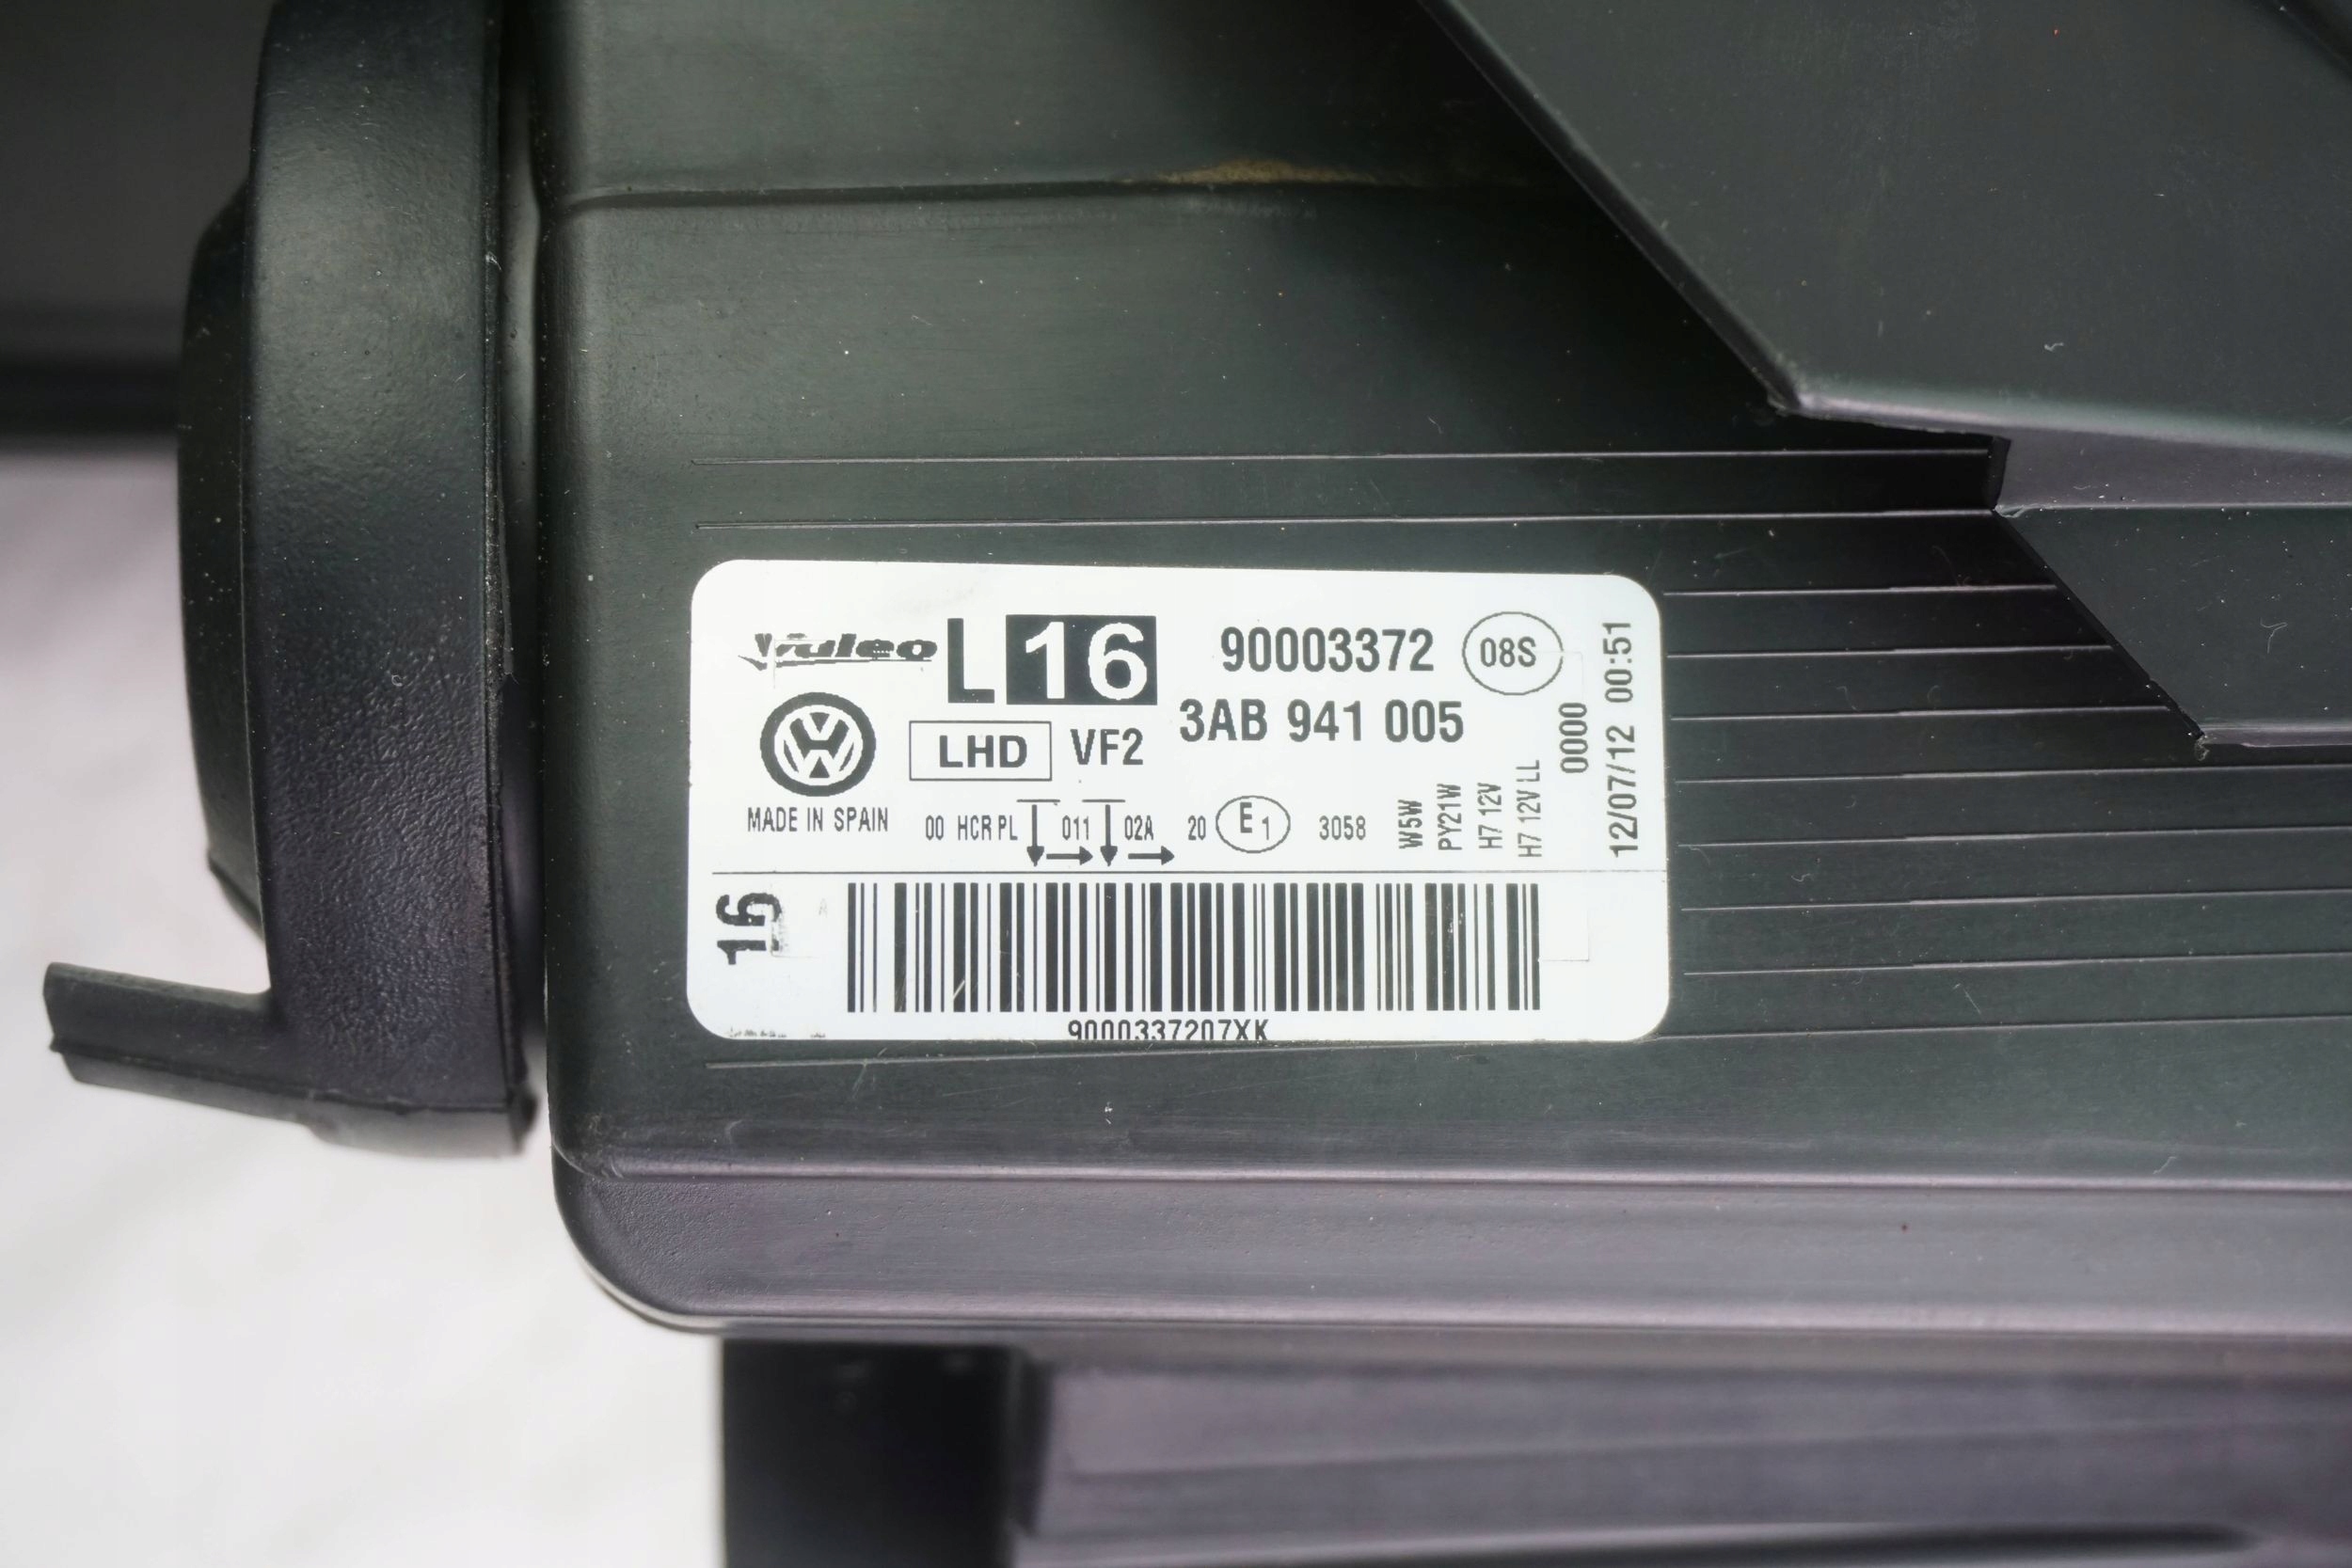 Valeo L16 90003372 08S
3AB 941 005
LHD VF2
MADE IN SPAIN
00 HCR PL 011 02A 20 E1 3058
W5W
PY21W
H7 12V
H7 12V LL
0000
12/07/12 00:51
16
A
9000337207XK